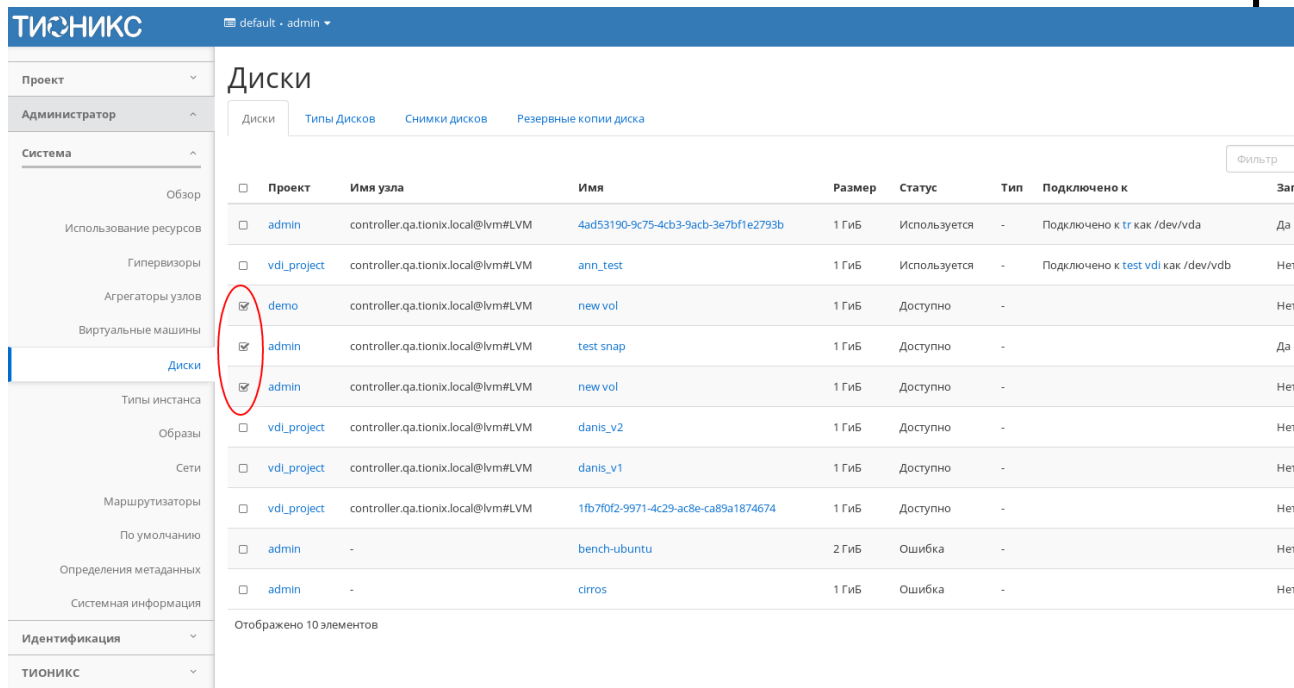 ТИОНИКС
default • admin
Проект
Администратор
Система
Обзор
Использование ресурсов
Гипервизоры
Агрегаторы узлов
Виртуальные машины
Диски
Типы инстанса
Образы
Сети
Маршрутизаторы
По умолчанию
Определения метаданных
Системная информация
Идентификация
ТИОНИКС
Диски
Диски Типы Дисков Снимки дисков Резервные копии диска
Фильтр
Проект Имя узла Имя Размер Статус Тип Подключено к
admin controller.qa.tionix.local@lvm#LVM 4ad53190-9c75-4cb3-9acb-3e7bf1e2793b 1 ГиБ Используется - Подключено к tr как /dev/vda Да
vdi_project controller.qa.tionix.local@lvm#LVM ann_test 1 ГиБ Используется - Подключено к test vdi как /dev/vdb Нет
demo controller.qa.tionix.local@lvm#LVM new vol 1 ГиБ Доступно - Нет
admin controller.qa.tionix.local@lvm#LVM test snap 1 ГиБ Доступно - Да
admin controller.qa.tionix.local@lvm#LVM new vol 1 ГиБ Доступно - Нет
vdi_project controller.qa.tionix.local@lvm#LVM danis_v2 1 ГиБ Доступно - Нет
vdi_project controller.qa.tionix.local@lvm#LVM danis_v1 1 ГиБ Доступно - Нет
vdi_project controller.qa.tionix.local@lvm#LVM 1fb7f0f2-9971-4c29-ac8e-ca89a1874674 1 ГиБ Доступно - Нет
admin - bench-ubuntu 2 ГиБ Ошибка - Нет
admin - cirros 1 ГиБ Ошибка - Нет
Отображено 10 элементов